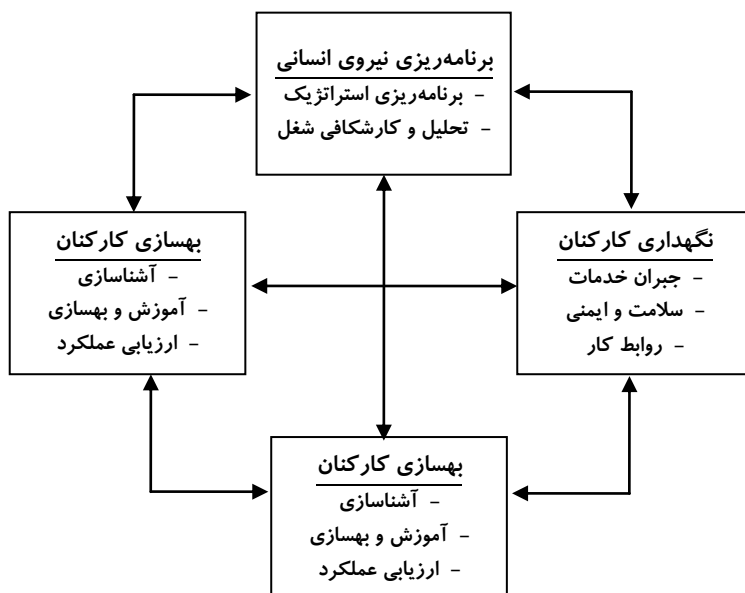 برنامه‌ریزی نیروی انسانی
- برنامه‌ریزی استراتژیک
- تحلیل و کارشکافی شغل
نگهداری کارکنان
- جبران خدمات
- سلامت و ایمنی
- روابط کار
بهسازی کارکنان
- آشناسازی
- آموزش و بهسازی
- ارزیابی عملکرد
بهسازی کارکنان
- آشناسازی
- آموزش و بهسازی
- ارزیابی عملکرد